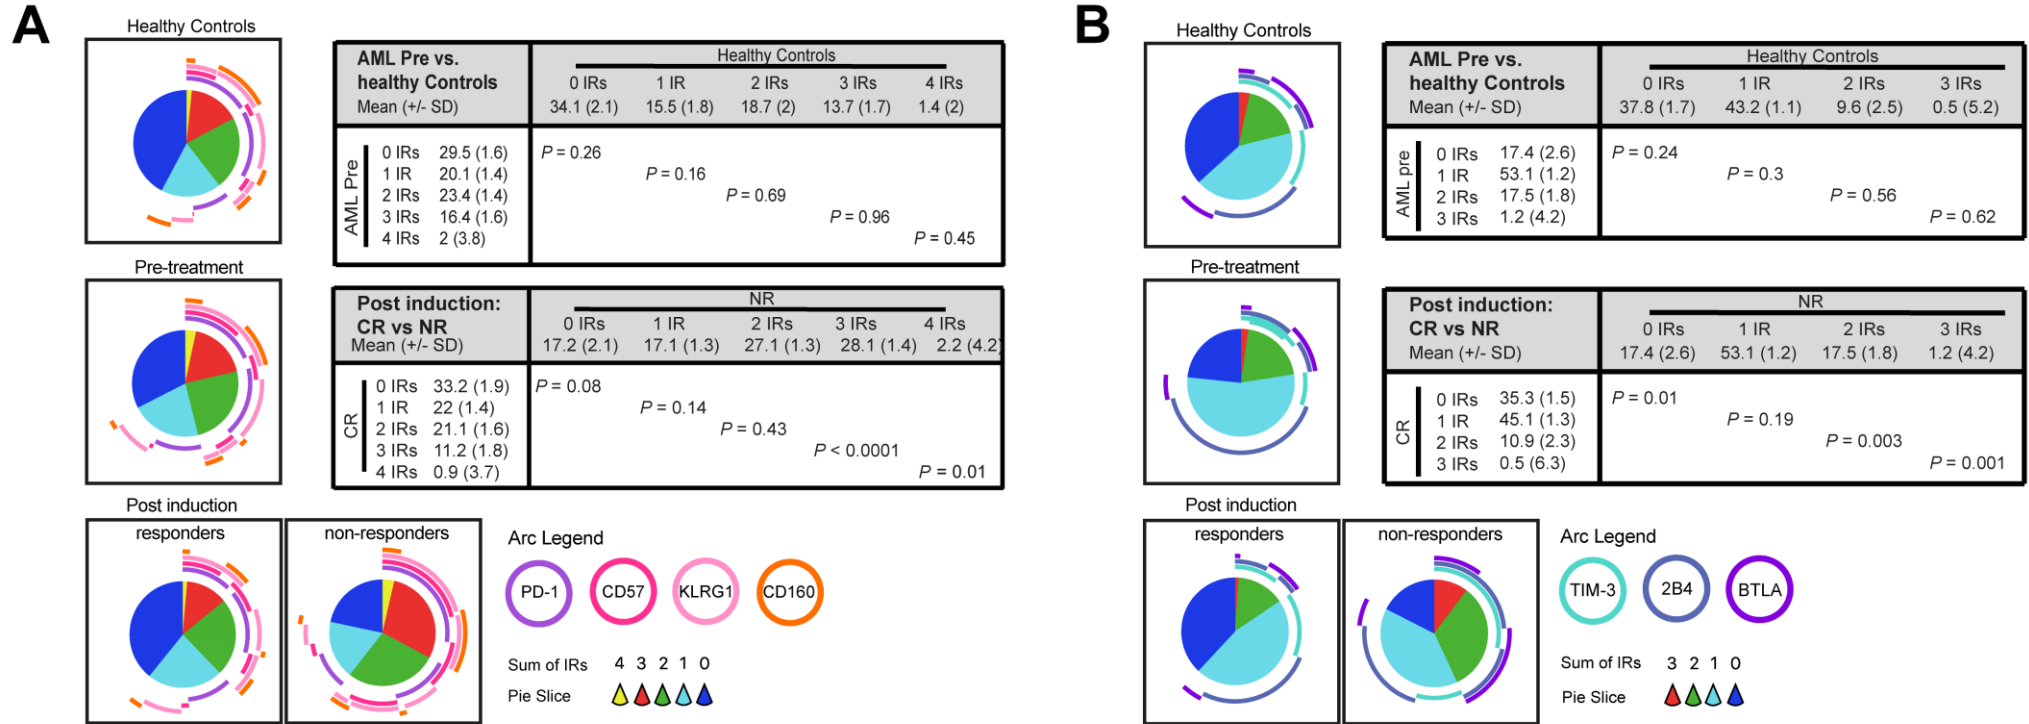 A
Healthy Controls
AML Pre vs. healthy Controls
Mean (+/- SD)
Healthy Controls
0 IRs 1 IR 2 IRs 3 IRs 4 IRs
34.1 (2.1) 15.5 (1.8) 18.7 (2) 13.7 (1.7) 1.4 (2)
AML Pre
0 IRs 29.5 (1.6) P = 0.26
1 IR 20.1 (1.4) P = 0.16
2 IRs 23.4 (1.4) P = 0.69
3 IRs 16.4 (1.6) P = 0.96
4 IRs 2 (3.8) P = 0.45
Pre-treatment
Post induction:
CR vs NR
Mean (+/- SD)
NR
0 IRs 1 IR 2 IRs 3 IRs 4 IRs
17.2 (2.1) 17.1 (1.3) 27.1 (1.3) 28.1 (1.4) 2.2 (4.2)
CR
0 IRs 33.2 (1.9) P = 0.08
1 IR 22 (1.4) P = 0.14
2 IRs 21.1 (1.6) P = 0.43
3 IRs 11.2 (1.8) P < 0.0001
4 IRs 0.9 (3.7) P = 0.01
Post induction
responders
non-responders
Arc Legend
PD-1 CD57 KLRG1 CD160
Sum of IRs 4 3 2 1 0
Pie Slice
B
Healthy Controls
AML Pre vs.
healthy Controls
Mean (+/- SD)
Healthy Controls
0 IRs 1 IR 2 IRs 3 IRs
37.8 (1.7) 43.2 (1.1) 9.6 (2.5) 0.5 (5.2)
AML pre
0 IRs 17.4 (2.6) P = 0.24
1 IR 53.1 (1.2) P = 0.3
2 IRs 17.5 (1.8) P = 0.56
3 IRs 1.2 (4.2) P = 0.62
Pre-treatment
Post induction:
CR vs NR
Mean (+/- SD)
NR
0 IRs 1 IR 2 IRs 3 IRs
17.4 (2.6) 53.1 (1.2) 17.5 (1.8) 1.2 (4.2)
CR
0 IRs 35.3 (1.5) P = 0.01
1 IR 45.1 (1.3) P = 0.19
2 IRs 10.9 (2.3) P = 0.003
3 IRs 0.5 (6.3) P = 0.001
Post induction
responders
non-responders
Arc Legend
TIM-3 2B4 BTLA
Sum of IRs 3 2 1 0
Pie Slice